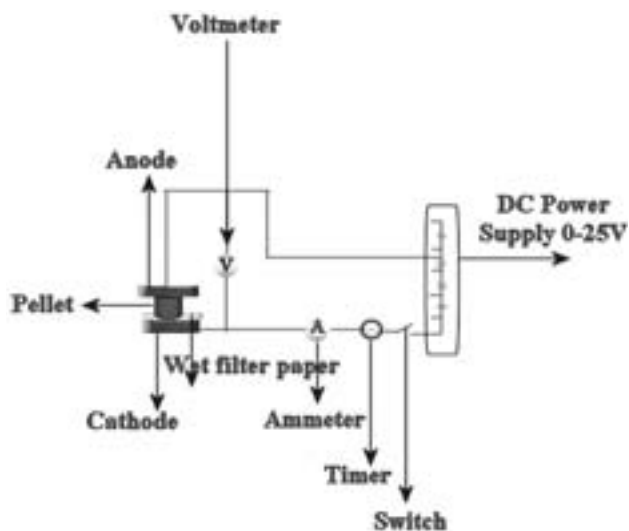 Voltmeter
Anode
DC Power
Supply 0-25V
V
Pellet
A
Wet filter paper
Cathode
Ammeter
Timer
Switch